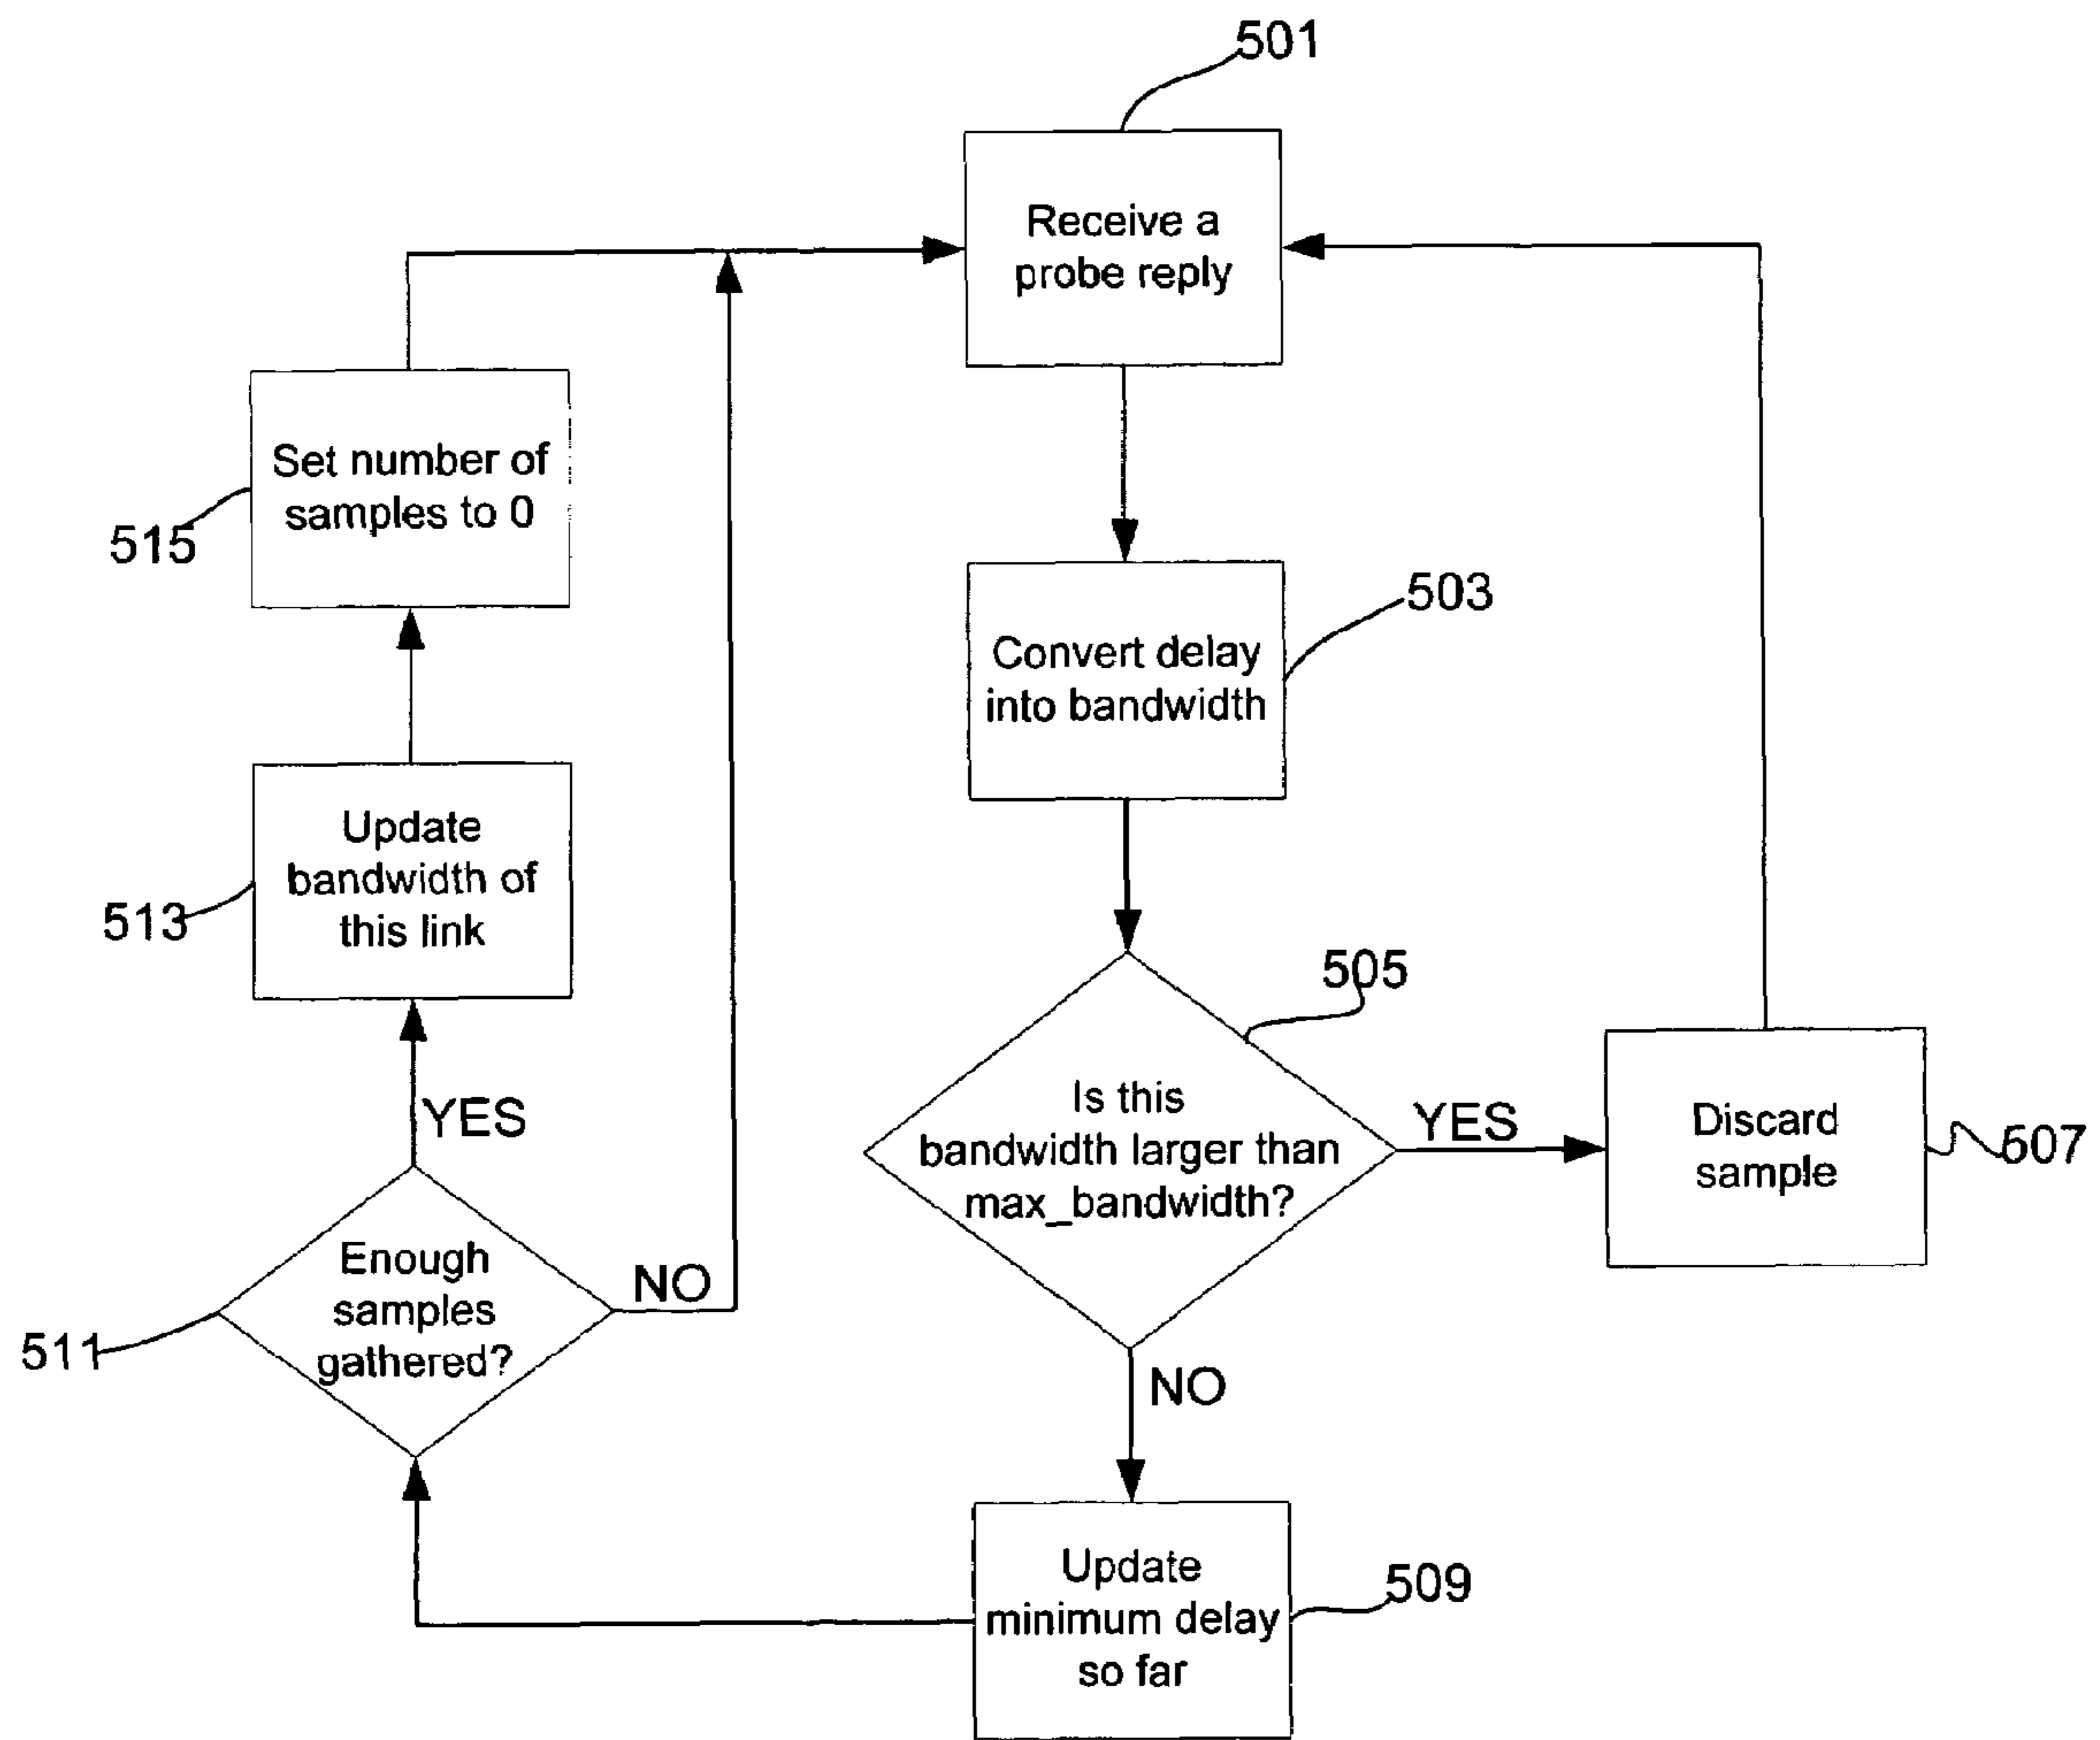 501
Receive a
probe reply
Set number of
samples to 0
515
503
Convert delay
into bandwidth
Update
bandwidth of
this link
513
505
Is this
bandwidth larger than
max_bandwidth?
YES
Discard
sample
507
YES
Enough
samples
gathered?
NO
511
NO
Update
minimum delay
so far
509